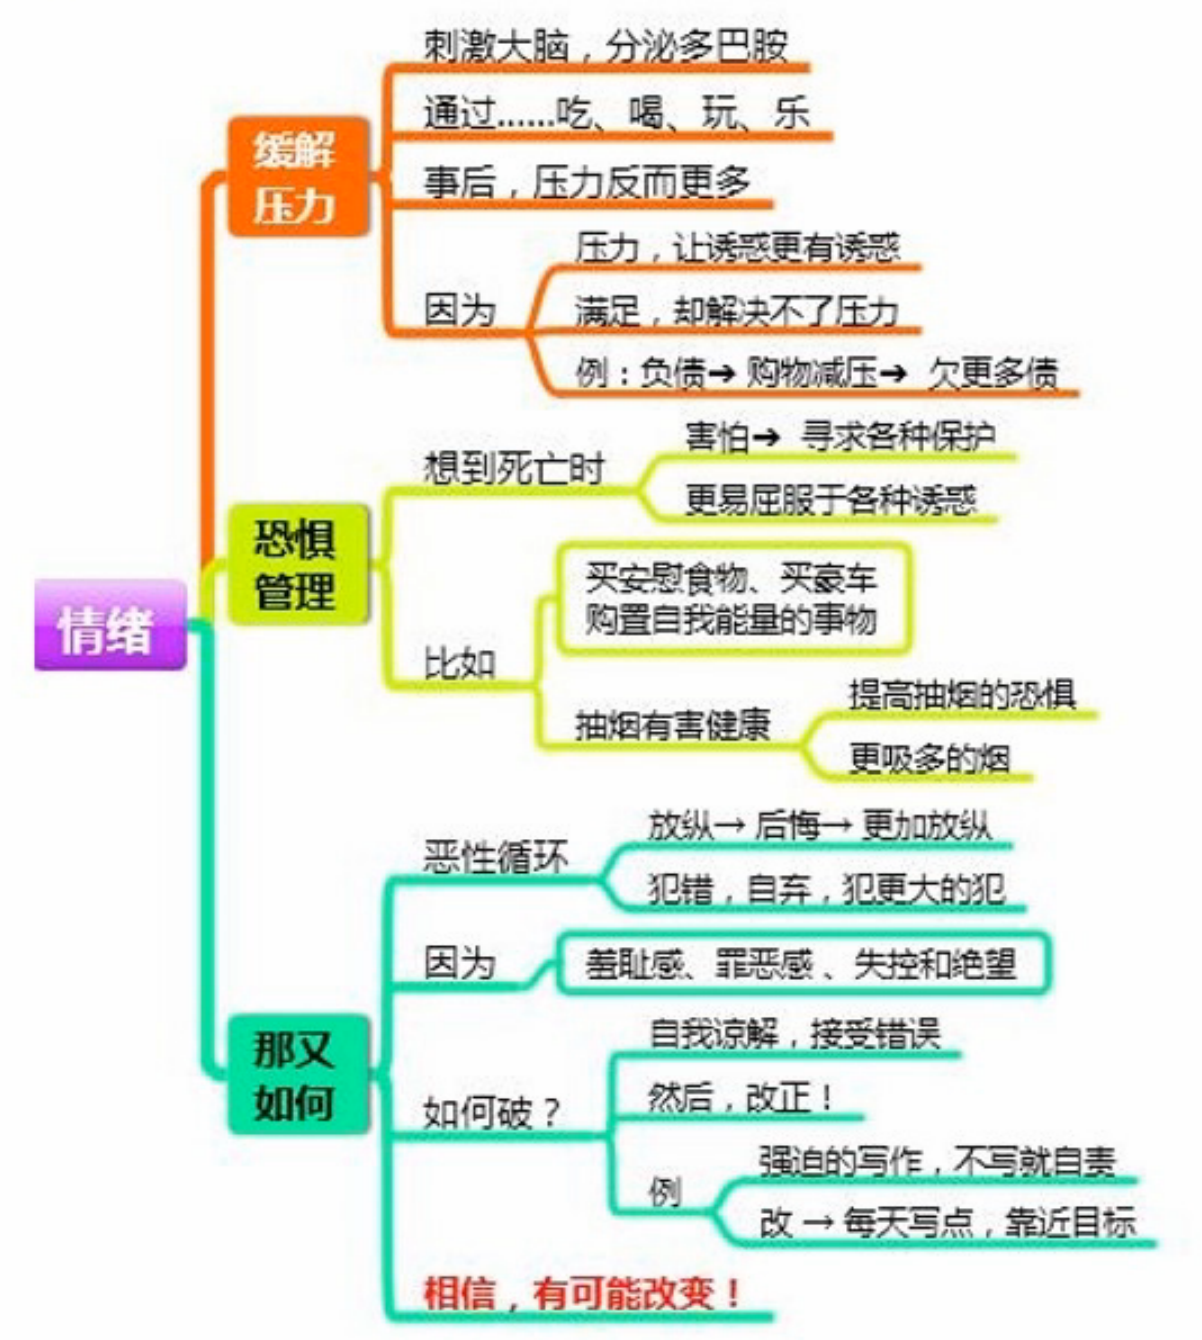 刺激大脑，分泌多巴胺
通过……吃、喝、玩、乐
缓解
压力
事后，压力反而更多
压力，让诱惑更有诱惑
因为
满足，却解决不了压力
例：负债➔ 购物减压➔ 欠更多债
害怕➔ 寻求各种保护
想到死亡时
更易屈服于各种诱惑
恐惧
管理
买安慰食物、买豪车
购置自我能量的事物
情绪
比如
提高抽烟的恐惧
抽烟有害健康
更吸多的烟
放纵→ 后悔→ 更加放纵
恶性循环
犯错，自弃，犯更大的犯
因为
羞耻感、罪恶感 、失控和绝望
那又
如何
自我谅解，接受错误
然后，改正！
如何破？
强迫的写作，不写就自责
例
改 → 每天写点，靠近目标
相信，有可能改变！